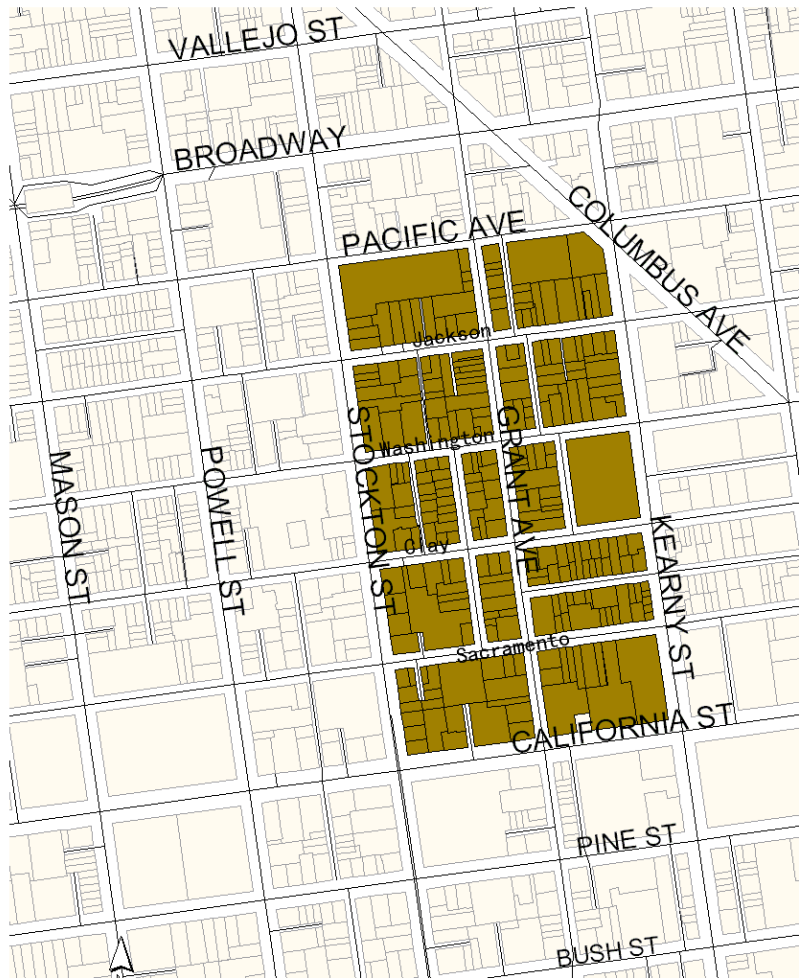 VALLEJO ST
BROADWAY
COLUMBUS AVE
PACIFIC AVE
Jackson
STOCKTON ST
GRANT AVE
Washington
MASON ST
POWELL ST
Clay
KEARNY ST
Sacramento
CALIFORNIA ST
PINE ST
BUSH ST